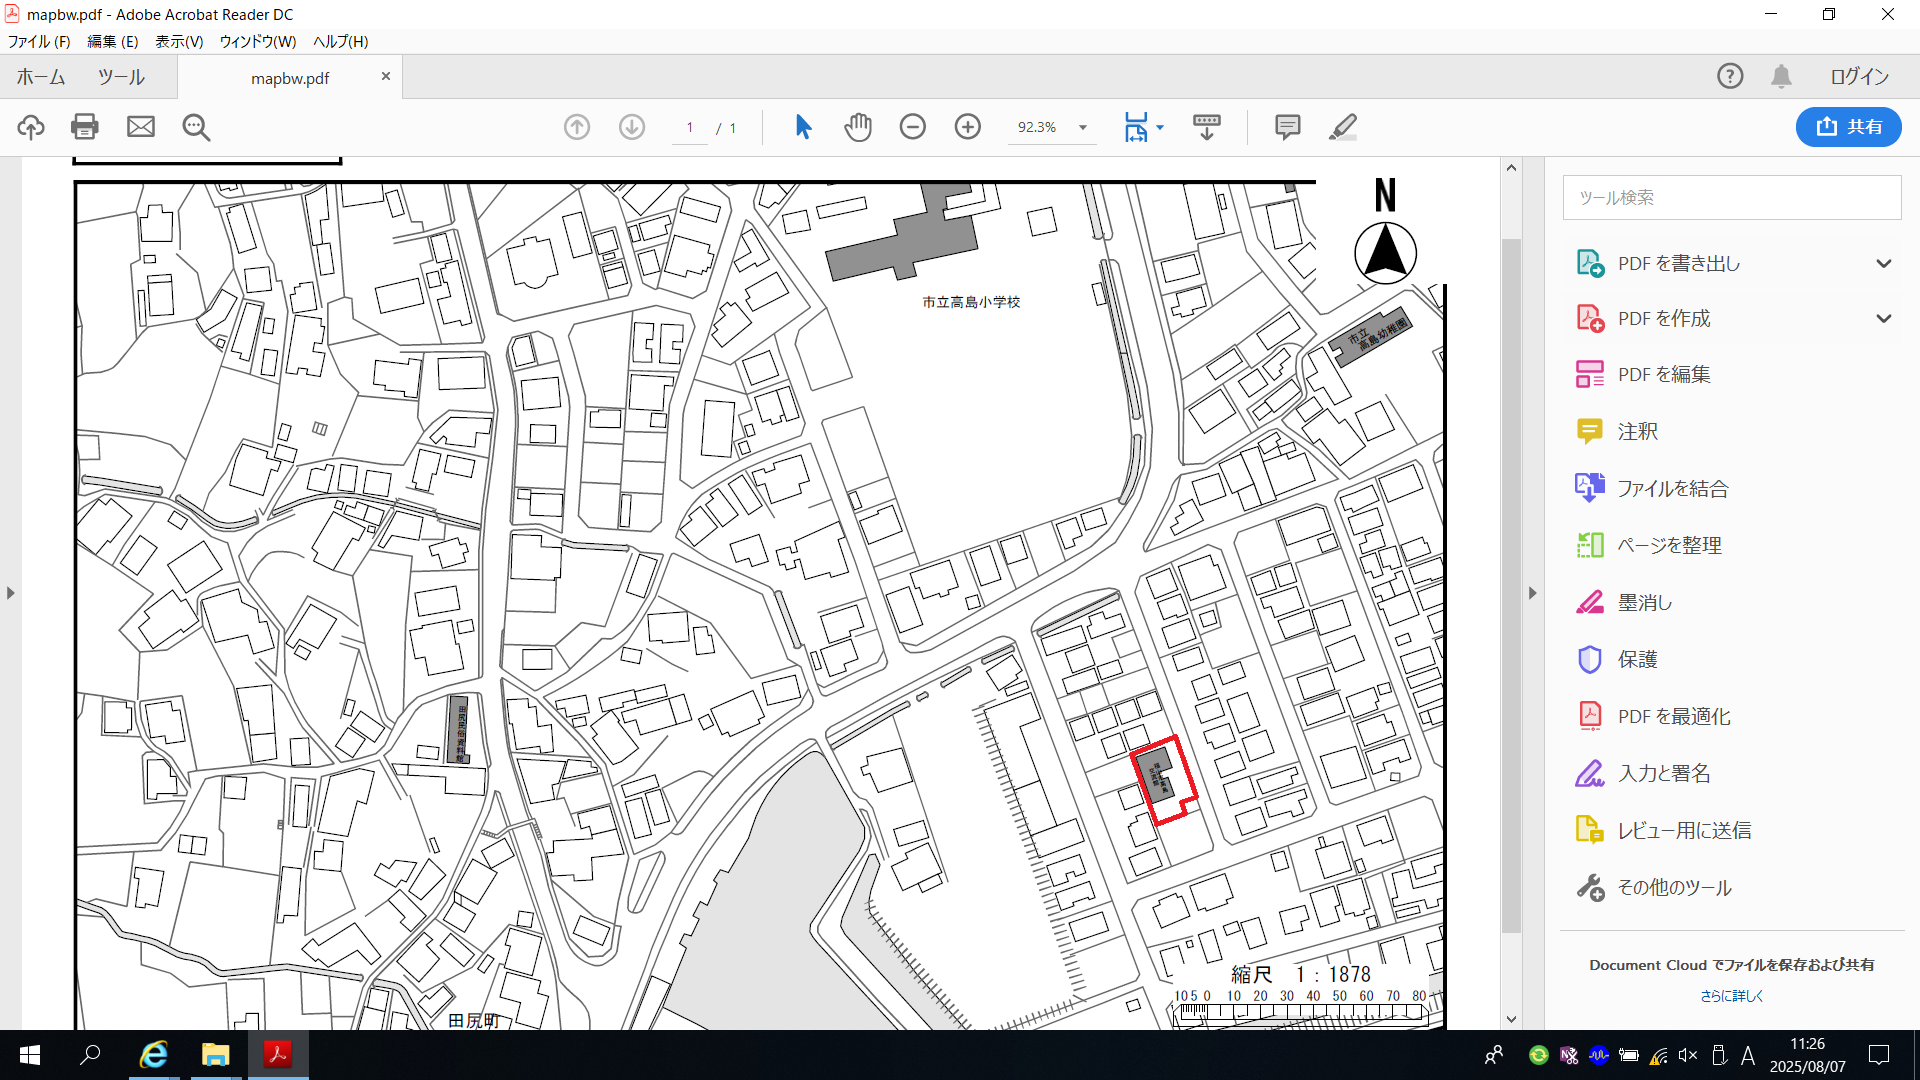 mapbw.pdf - Adobe Acrobat Reader DC
ファイル(F) 編集(E) 表示(V) ウィンドウ(W) ヘルプ(H)
ホーム ツール mapbw.pdf × ログイン
1 / 1 92.3% 共有
N
ツール検索
PDF を書き出し
市立高島小学校
PDF を作成
市立
高島幼稚園
PDF を編集
注釈
ファイルを結合
ページを整理
墨消し
保護
田尻民俗資料館
PDF を最適化
入力と署名
レビュー用に送信
その他のツール
Document Cloud でファイルを保存および共有
さらに詳しく
縮尺 1:1878
10 5 0 10 20 30 40 50 60 70 80
田尻町
A
11:26
2025/08/07